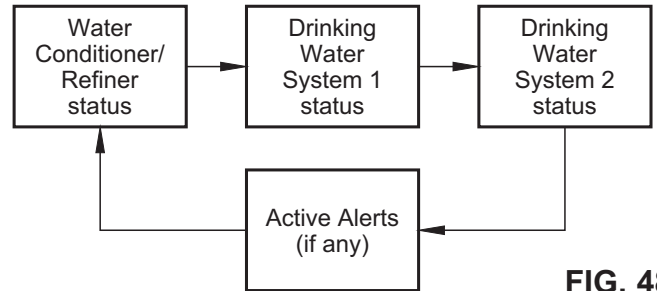 Water
Conditioner/
Refiner
status
Drinking
Water
System 1
status
Drinking
Water
System 2
status
Active Alerts
(if any)
FIG. 48